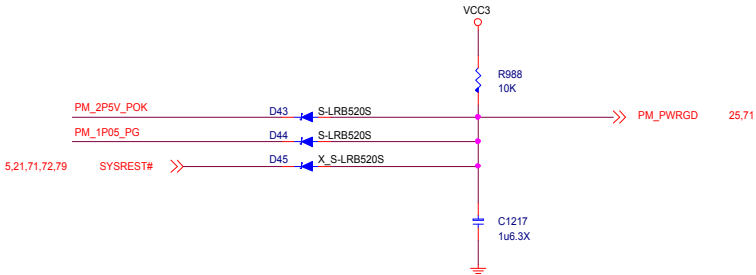 VCC3
R988
10K
PM_2P5V_POK D43 S-LRB520S
PM_PWRGD 25,71
PM_1P05_PG D44 S-LRB520S
5,21,71,72,79 SYSREST# D45 X_S-LRB520S
C1217
1u6.3X